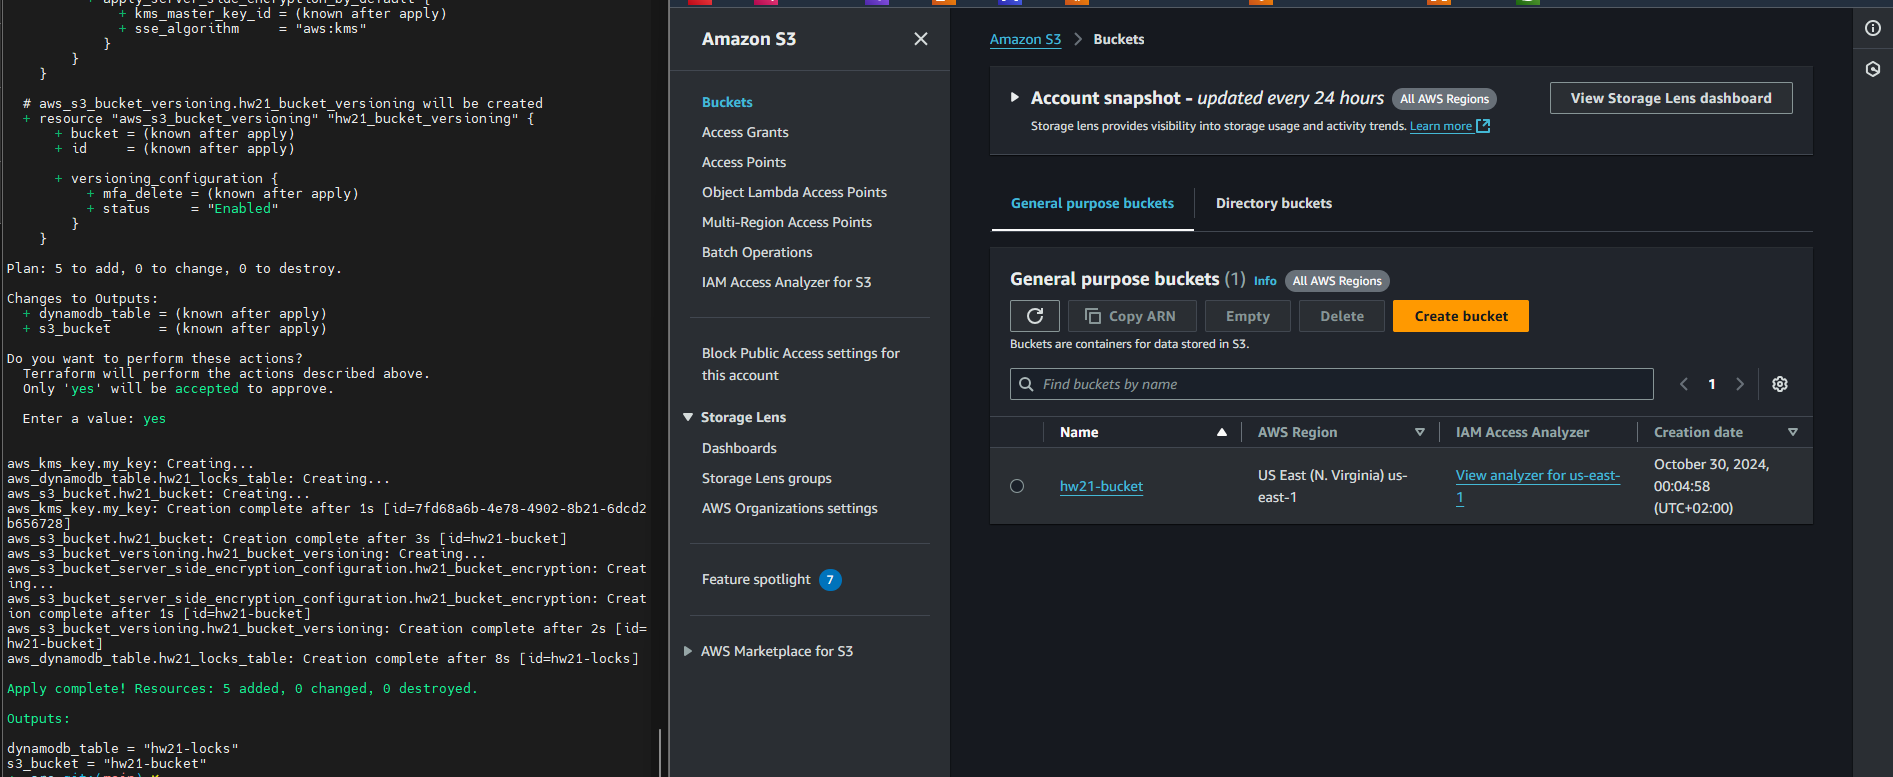 + apply_server_side_encryption_by_default {
+ kms_master_key_id = (known after apply)
+ sse_algorithm     = "aws:kms"
}
}
}
# aws_s3_bucket_versioning.hw21_bucket_versioning will be created
+ resource "aws_s3_bucket_versioning" "hw21_bucket_versioning" {
+ bucket = (known after apply)
+ id     = (known after apply)
+ versioning_configuration {
+ mfa_delete = (known after apply)
+ status     = "Enabled"
}
}
Plan: 5 to add, 0 to change, 0 to destroy.
Changes to Outputs:
+ dynamodb_table = (known after apply)
+ s3_bucket      = (known after apply)
Do you want to perform these actions?
Terraform will perform the actions described above.
Only 'yes' will be accepted to approve.
Enter a value: yes
aws_kms_key.my_key: Creating...
aws_dynamodb_table.hw21_locks_table: Creating...
aws_s3_bucket.hw21_bucket: Creating...
aws_kms_key.my_key: Creation complete after 1s [id=7fd68a6b-4e78-4902-8b21-6dcd2
b656728]
aws_s3_bucket.hw21_bucket: Creation complete after 3s [id=hw21-bucket]
aws_s3_bucket_versioning.hw21_bucket_versioning: Creating...
aws_s3_bucket_server_side_encryption_configuration.hw21_bucket_encryption: Creat
ing...
aws_s3_bucket_server_side_encryption_configuration.hw21_bucket_encryption: Creat
ion complete after 1s [id=hw21-bucket]
aws_s3_bucket_versioning.hw21_bucket_versioning: Creation complete after 2s [id=
hw21-bucket]
aws_dynamodb_table.hw21_locks_table: Creation complete after 8s [id=hw21-locks]
Apply complete! Resources: 5 added, 0 changed, 0 destroyed.
Outputs:
dynamodb_table = "hw21-locks"
s3_bucket = "hw21-bucket"
Amazon S3
Buckets
Access Grants
Access Points
Object Lambda Access Points
Multi-Region Access Points
Batch Operations
IAM Access Analyzer for S3
Block Public Access settings for
this account
Storage Lens
Dashboards
Storage Lens groups
AWS Organizations settings
Feature spotlight 7
AWS Marketplace for S3
Amazon S3 > Buckets
Account snapshot - updated every 24 hours All AWS Regions
View Storage Lens dashboard
Storage lens provides visibility into storage usage and activity trends. Learn more
General purpose buckets
Directory buckets
General purpose buckets (1) Info All AWS Regions
Copy ARN
Empty
Delete
Create bucket
Buckets are containers for data stored in S3.
Find buckets by name
1
Name
AWS Region
IAM Access Analyzer
Creation date
hw21-bucket
US East (N. Virginia) us-
east-1
View analyzer for us-east-
1
October 30, 2024,
00:04:58
(UTC+02:00)